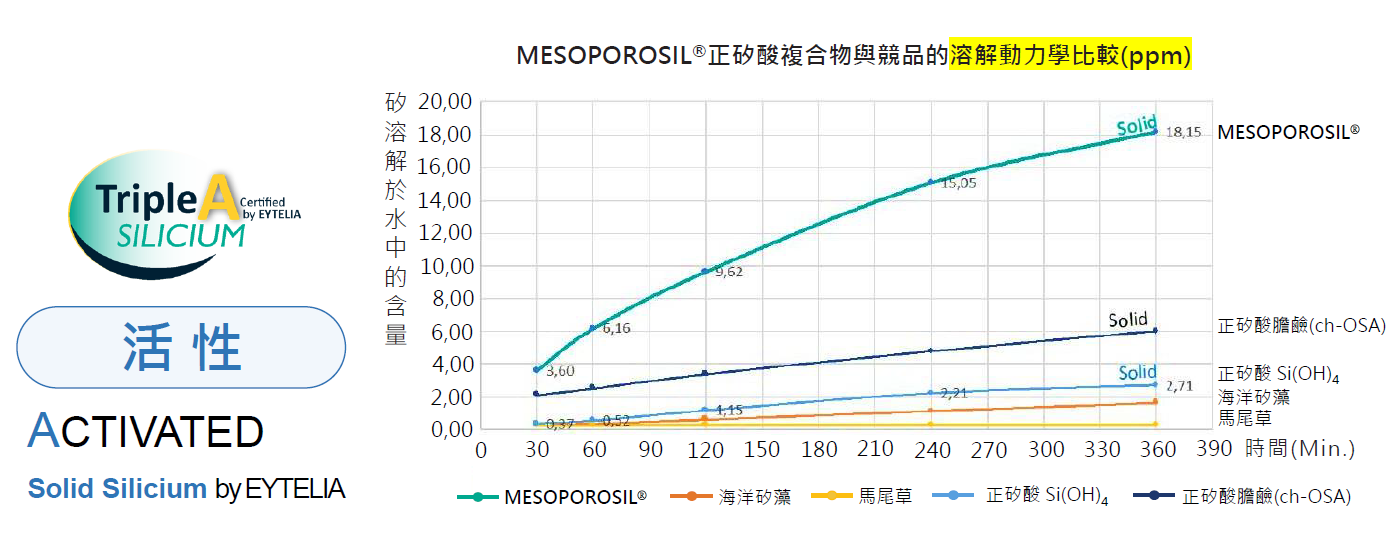 MESOPOROSIL®正矽酸複合物與競品的溶解動力學比較(ppm)
矽溶解於水中的含量
20,00
18,00
16,00
14,00
12,00
10,00
8,00
6,00
4,00
2,00
0,00
0 30 60 90 120 150 180 210 240 270 300 330 360 390 時間(Min.)
Solid
3,60
6,16
9,62
15,05
18,15
MESOPOROSIL®
Solid
正矽酸膽鹼(ch-OSA)
Solid
0,37
0,52
1,15
2,21
2,71
正矽酸 Si(OH)₄
海洋矽藻
馬尾草
MESOPOROSIL® 海洋矽藻 馬尾草 正矽酸 Si(OH)₄ 正矽酸膽鹼(ch-OSA)
TripleA
Certified
by EYTELIA
SILICIUM
活性
ACTIVATED
Solid Silicium by EYTELIA